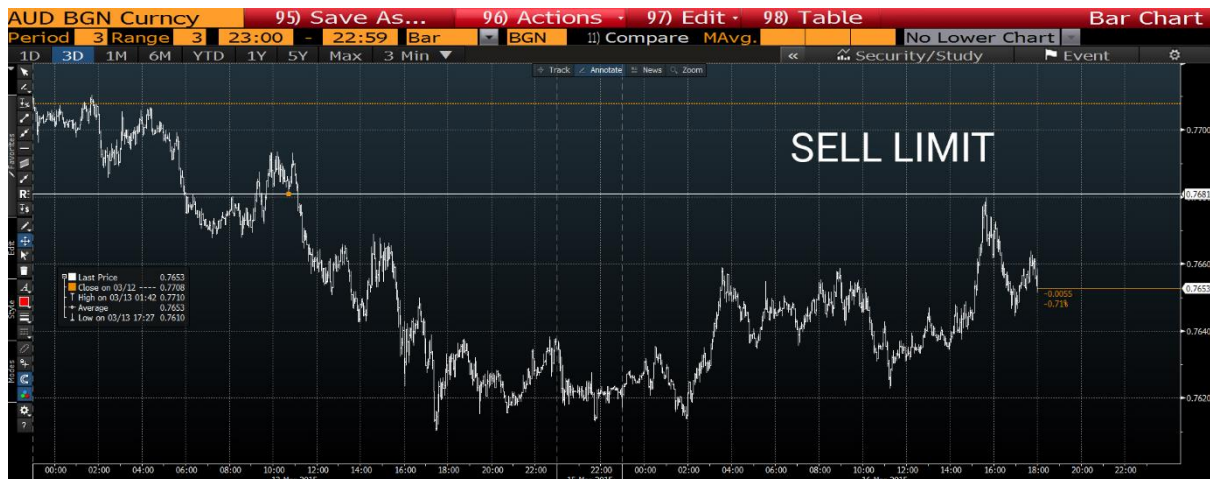 AUD BGN Curncy 95) Save As... 96) Actions 97) Edit 98) Table Bar Chart
Period 3 Range 3 23:00 - 22:59 Bar BGN 11) Compare MAvg. No Lower Chart
1D 3D 1M 6M YTD 1Y 5Y Max 3 Min ▼ « Security/Study Event
Track Annotate News Zoom
SELL LIMIT
Favorites
Edit
Style
Modes
0.7700
0.7681
0.7660
0.7653
0.7640
0.7620
-0.0055
-0.71%
Last Price 0.7653
Close on 03/12 ---- 0.7708
High on 03/13 01:42 0.7710
Average 0.7653
Low on 03/13 17:27 0.7610
00:00 02:00 04:00 06:00 08:00 10:00 12:00 14:00 16:00 18:00 20:00 22:00 22:00 00:00 02:00 04:00 06:00 08:00 10:00 12:00 14:00 16:00 18:00 20:00 22:00